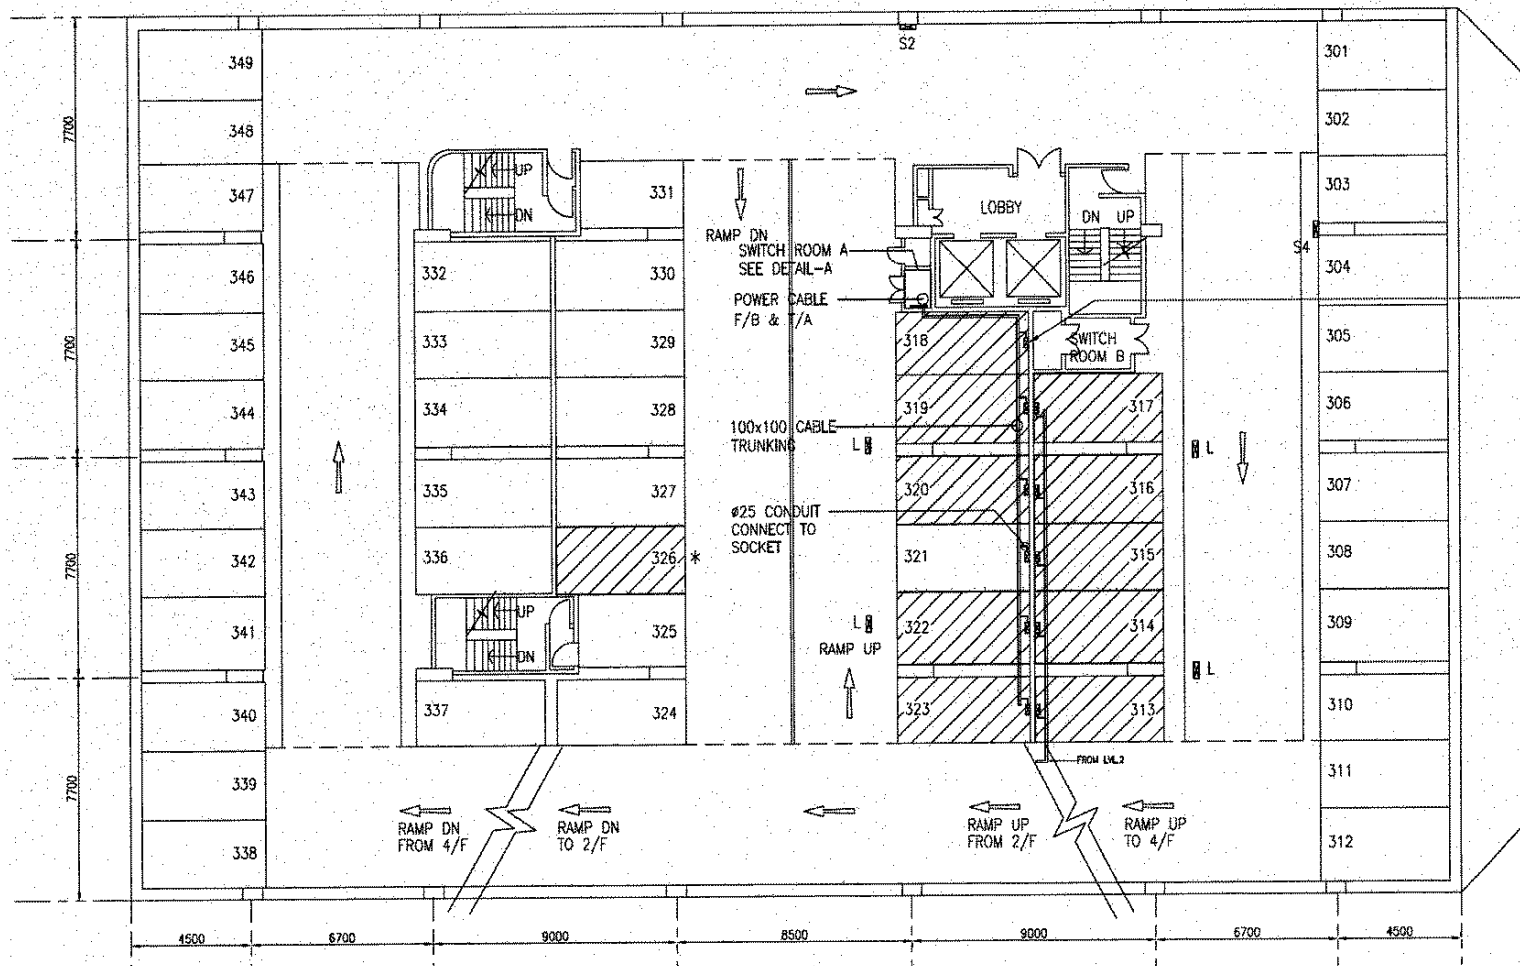 S2
349
348
347
346
345
344
343
342
341
340
339
338
7700
7700
7700
7700
UP
DN
331
332
330
333
329
334
328
335
327
336
326 *
UP
DN
325
337
324
RAMP DN
SWITCH ROOM A
SEE DETAIL-A
POWER CABLE
F/B & T/A
100x100 CABLE
TRUNKING
L
ø25 CONDUIT
CONNECT TO
SOCKET
L
RAMP UP
LOBBY
DN UP
SWITCH
ROOM B
318
319
317
320
316
321
315
322
314
323
313
L
L
S4
FROM LVL.2
301
302
303
304
305
306
307
308
309
310
311
312
RAMP DN
FROM 4/F
RAMP DN
TO 2/F
RAMP UP
FROM 2/F
RAMP UP
TO 4/F
4500
6700
9000
8500
9000
6700
4500